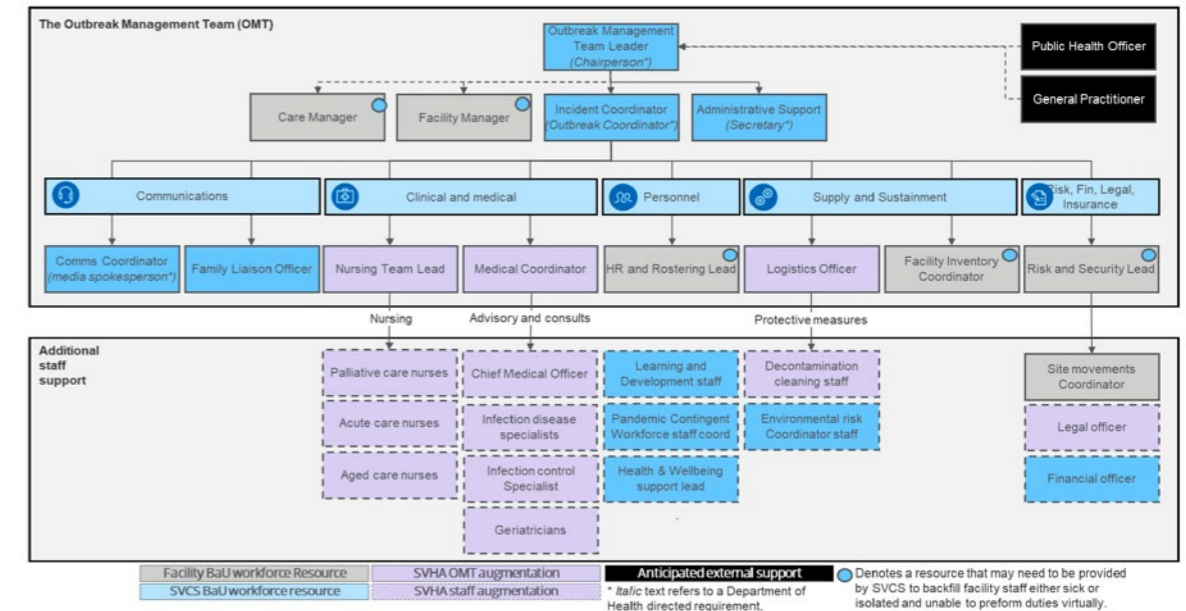 The Outbreak Management Team (OMT)
Outbreak Management
Team Leader
(Chairperson*)
Public Health Officer
General Practitioner
Care Manager
Facility Manager
Incident Coordinator
(Outbreak Coordinator*)
Administrative Support
(Secretary*)
Communications
Clinical and medical
Personnel
Supply and Sustainment
Risk, Fin, Legal,
Insurance
Comms Coordinator
(media spokesperson*)
Family Liaison Officer
Nursing Team Lead
Medical Coordinator
HR and Rostering Lead
Logistics Officer
Facility Inventory
Coordinator
Risk and Security Lead
Nursing
Advisory and consults
Protective measures
Additional
staff
support
Palliative care nurses
Acute care nurses
Aged care nurses
Chief Medical Officer
Infection disease
specialists
Infection control
Specialist
Geriatricians
Learning and
Development staff
Pandemic Contingent
Workforce staff coord
Health & Wellbeing
support lead
Decontamination
cleaning staff
Environmental risk
Coordinator staff
Site movements
Coordinator
Legal officer
Financial officer
Facility BaU workforce Resource
SVCS BaU workforce resource
SVHA OMT augmentation
SVHA staff augmentation
Anticipated external support
* Italic text refers to a Department of
Health directed requirement.
Denotes a resource that may need to be provided
by SVCS to backfill facility staff either sick or
isolated and unable to preform duties virtually.